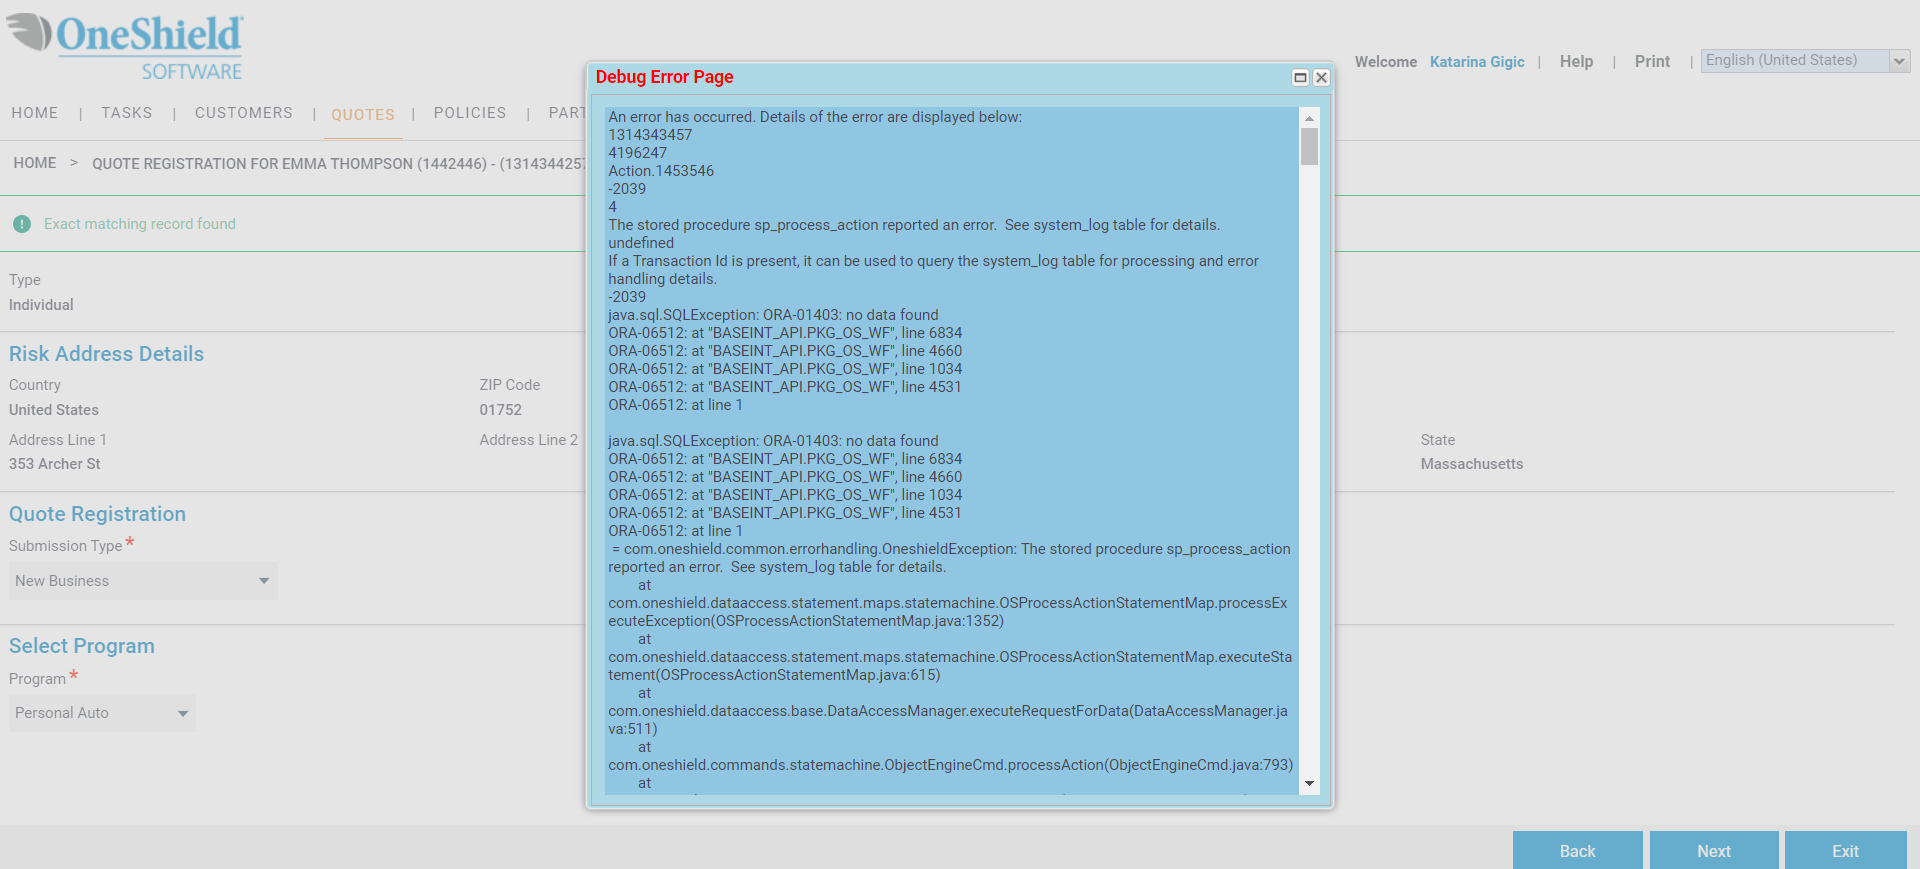 OneShield
SOFTWARE
Welcome Katarina Gigic | Help | Print | English (United States)
HOME | TASKS | CUSTOMERS | QUOTES | POLICIES | PART
HOME > QUOTE REGISTRATION FOR EMMA THOMPSON (1442446) - (1314344257
! Exact matching record found
Type
Individual
Risk Address Details
Country ZIP Code
United States 01752
Address Line 1 Address Line 2 State
353 Archer St Massachusetts
Quote Registration
Submission Type *
New Business
Select Program
Program *
Personal Auto
Debug Error Page
An error has occurred. Details of the error are displayed below:
1314343457
4196247
Action.1453546
-2039
4
The stored procedure sp_process_action reported an error.  See system_log table for details.
undefined
If a Transaction Id is present, it can be used to query the system_log table for processing and error
handling details.
-2039
java.sql.SQLException: ORA-01403: no data found
ORA-06512: at "BASEINT_API.PKG_OS_WF", line 6834
ORA-06512: at "BASEINT_API.PKG_OS_WF", line 4660
ORA-06512: at "BASEINT_API.PKG_OS_WF", line 1034
ORA-06512: at "BASEINT_API.PKG_OS_WF", line 4531
ORA-06512: at line 1
java.sql.SQLException: ORA-01403: no data found
ORA-06512: at "BASEINT_API.PKG_OS_WF", line 6834
ORA-06512: at "BASEINT_API.PKG_OS_WF", line 4660
ORA-06512: at "BASEINT_API.PKG_OS_WF", line 1034
ORA-06512: at "BASEINT_API.PKG_OS_WF", line 4531
ORA-06512: at line 1
= com.oneshield.common.errorhandling.OneshieldException: The stored procedure sp_process_action
reported an error.  See system_log table for details.
at
com.oneshield.dataaccess.statement.maps.statemachine.OSProcessActionStatementMap.processEx
ecuteException(OSProcessActionStatementMap.java:1352)
at
com.oneshield.dataaccess.statement.maps.statemachine.OSProcessActionStatementMap.executeSta
tement(OSProcessActionStatementMap.java:615)
at
com.oneshield.dataaccess.base.DataAccessManager.executeRequestForData(DataAccessManager.ja
va:511)
at
com.oneshield.commands.statemachine.ObjectEngineCmd.processAction(ObjectEngineCmd.java:793)
at
Back Next Exit